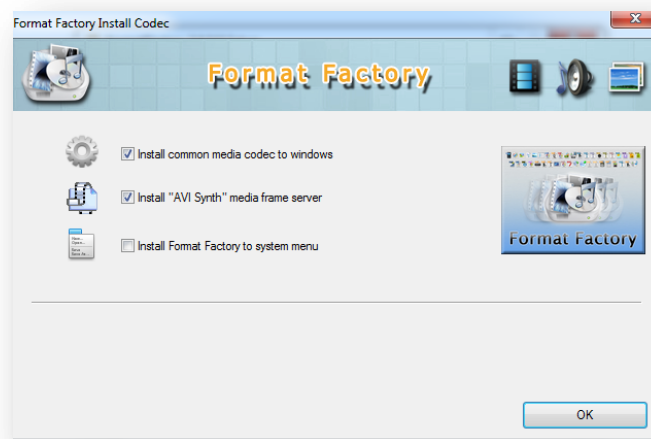 Format Factory Install Codec
Format Factory
Install common media codec to windows
Install "AVI Synth" media frame server
Install Format Factory to system menu
Format Factory
OK